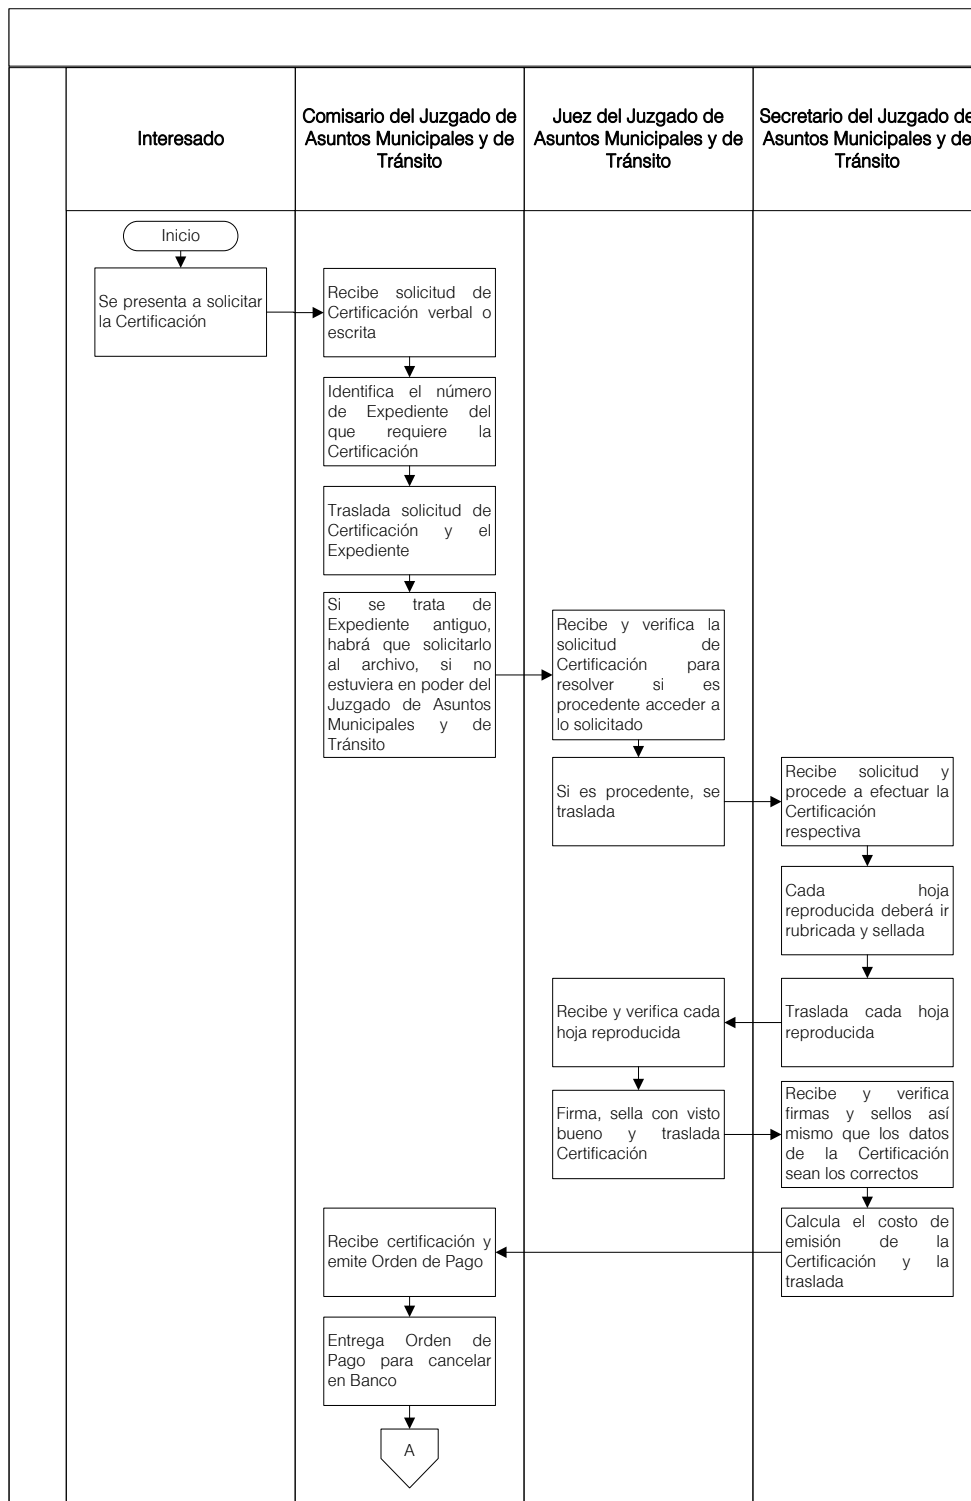 Interesado
Comisario del Juzgado de
Asuntos Municipales y de
Tránsito
Juez del Juzgado de
Asuntos Municipales y de
Tránsito
Secretario del Juzgado de
Asuntos Municipales y de
Tránsito
Inicio
Se presenta a solicitar
la Certificación
Recibe solicitud de
Certificación verbal o
escrita
Identifica el número
de Expediente del
que requiere la
Certificación
Traslada solicitud de
Certificación y el
Expediente
Si se trata de
Expediente antiguo,
habrá que solicitarlo
al archivo, si no
estuviera en poder del
Juzgado de Asuntos
Municipales y de
Tránsito
Recibe y verifica la
solicitud de
Certificación para
resolver si es
procedente acceder a
lo solicitado
Si es procedente, se
traslada
Recibe solicitud y
procede a efectuar la
Certificación
respectiva
Cada hoja
reproducida deberá ir
rubricada y sellada
Traslada cada hoja
reproducida
Recibe y verifica cada
hoja reproducida
Firma, sella con visto
bueno y traslada
Certificación
Recibe y verifica
firmas y sellos así
mismo que los datos
de la Certificación
sean los correctos
Calcula el costo de
emisión de la
Certificación y la
traslada
Recibe certificación y
emite Orden de Pago
Entrega Orden de
Pago para cancelar
en Banco
A